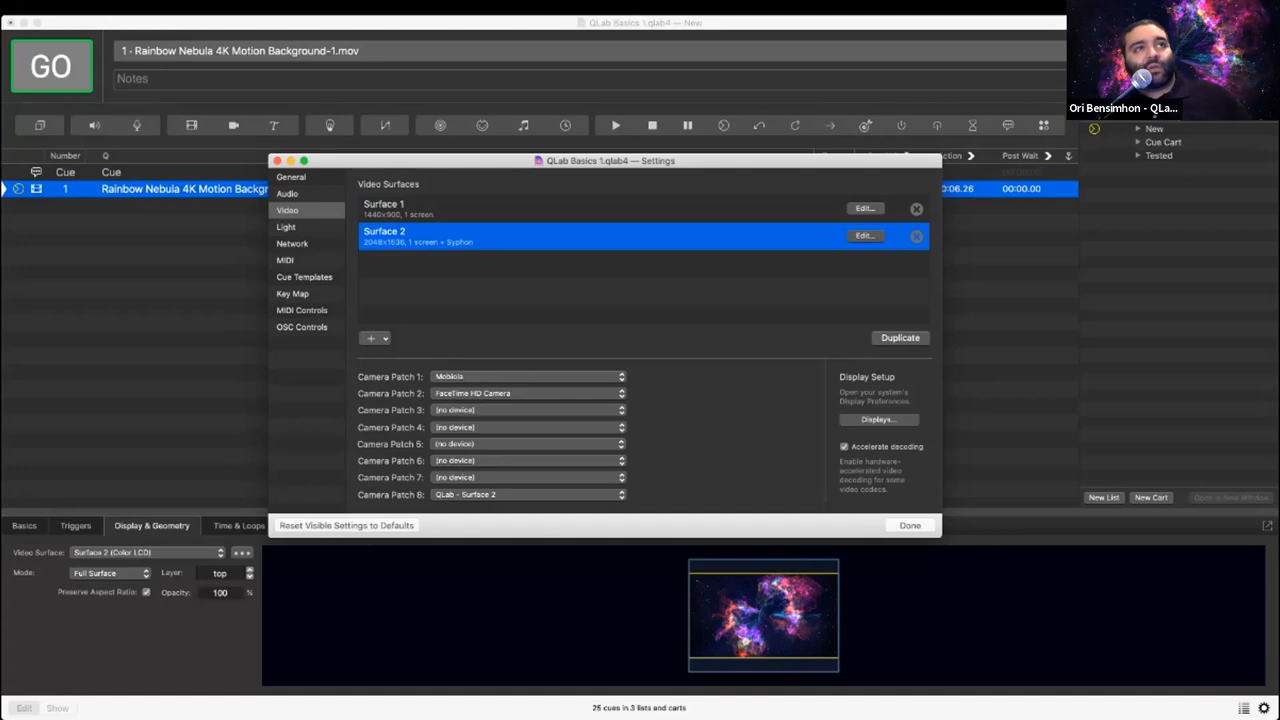 QLab Basics 1.qlab4 — New
GO
1 - Rainbow Nebula 4K Motion Background-1.mov
Notes
Ori Bensimhon - QLa...
New
Cue Cart
Tested
Number Q Post Wait
Cue Cue
1 Rainbow Nebula 4K Motion Backgr 00:00.00
QLab Basics 1.qlab4 — Settings
General
Audio
Video
Light
Network
MIDI
Cue Templates
Key Map
MIDI Controls
OSC Controls
Video Surfaces
Surface 1
1440x900, 1 screen
Edit...
Surface 2
2048x1536, 1 screen + Syphon
Edit...
Duplicate
Camera Patch 1: Mobiola
Camera Patch 2: FaceTime HD Camera
Camera Patch 3: (no device)
Camera Patch 4: (no device)
Camera Patch 5: (no device)
Camera Patch 6: (no device)
Camera Patch 7: (no device)
Camera Patch 8: QLab - Surface 2
Display Setup
Open your system's
Display Preferences.
Displays...
Accelerate decoding
Enable hardware-
accelerated video
decoding for some
video codecs.
Reset Visible Settings to Defaults
Done
New List New Cart Open in New Window
Basics Triggers Display & Geometry Time & Loops
Video Surface: Surface 2 (Color LCD)
Mode: Full Surface Layer: top
Preserve Aspect Ratio: Opacity: 100 %
Edit Show
25 cues in 3 lists and carts